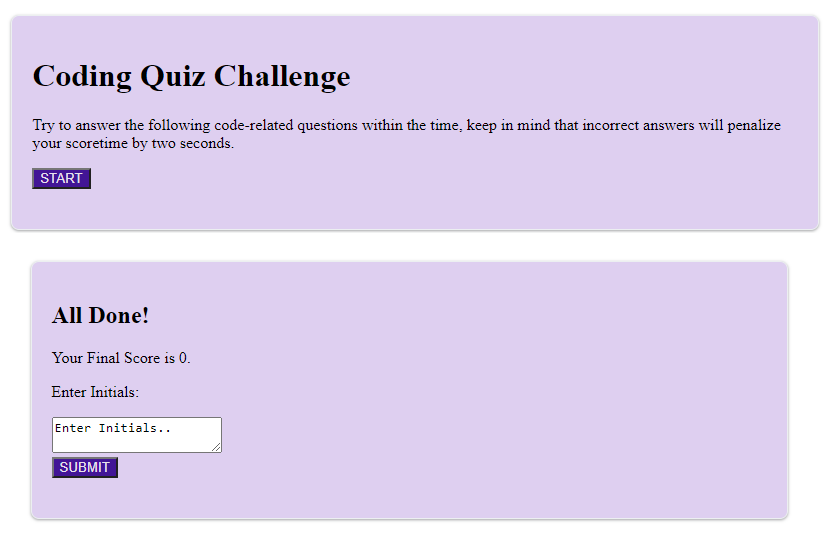 Coding Quiz Challenge
Try to answer the following code-related questions within the time, keep in mind that incorrect answers will penalize
your scoretime by two seconds.
START
All Done!
Your Final Score is 0.
Enter Initials:
Enter Initials..
SUBMIT